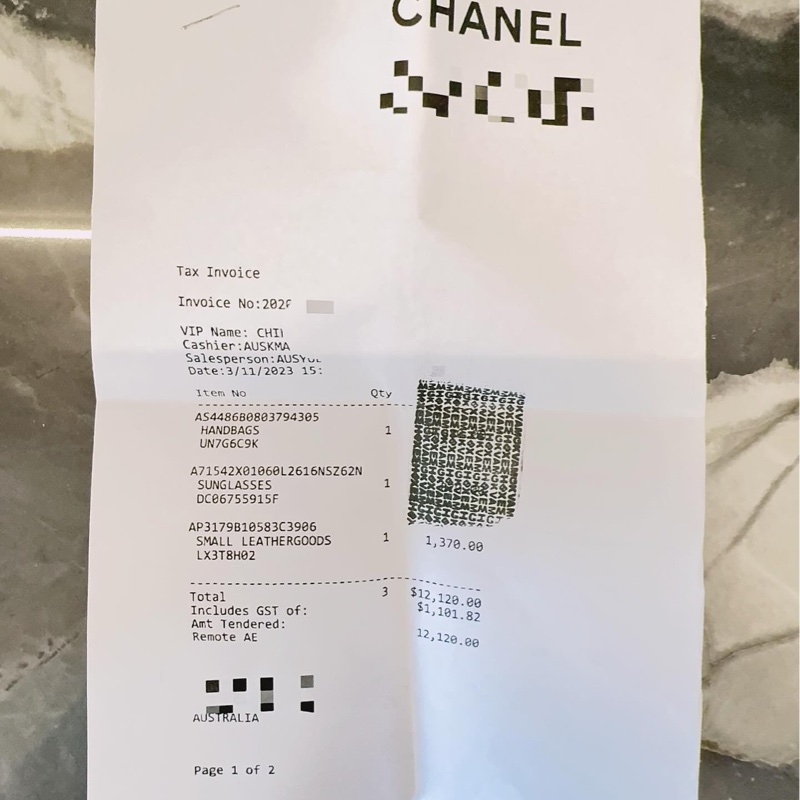 CHANEL
Tax Invoice
Invoice No:202
VIP Name: CHI
Cashier:AUSKMA
Salesperson:AUSYUL
Date:3/11/2023 15:
Item No Qty
AS4486B0803794305
HANDBAGS 1
UN7G6C9K
A71542X01060L2616NSZ62N
SUNGLASSES 1
DC06755915F
AP3179B10583C3906
SMALL LEATHERGOODS 1 1,370.00
LX3T8H02
Total 3 $12,120.00
Includes GST of: $1,101.82
Amt Tendered:
Remote AE 12,120.00
AUSTRALIA
Page 1 of 2